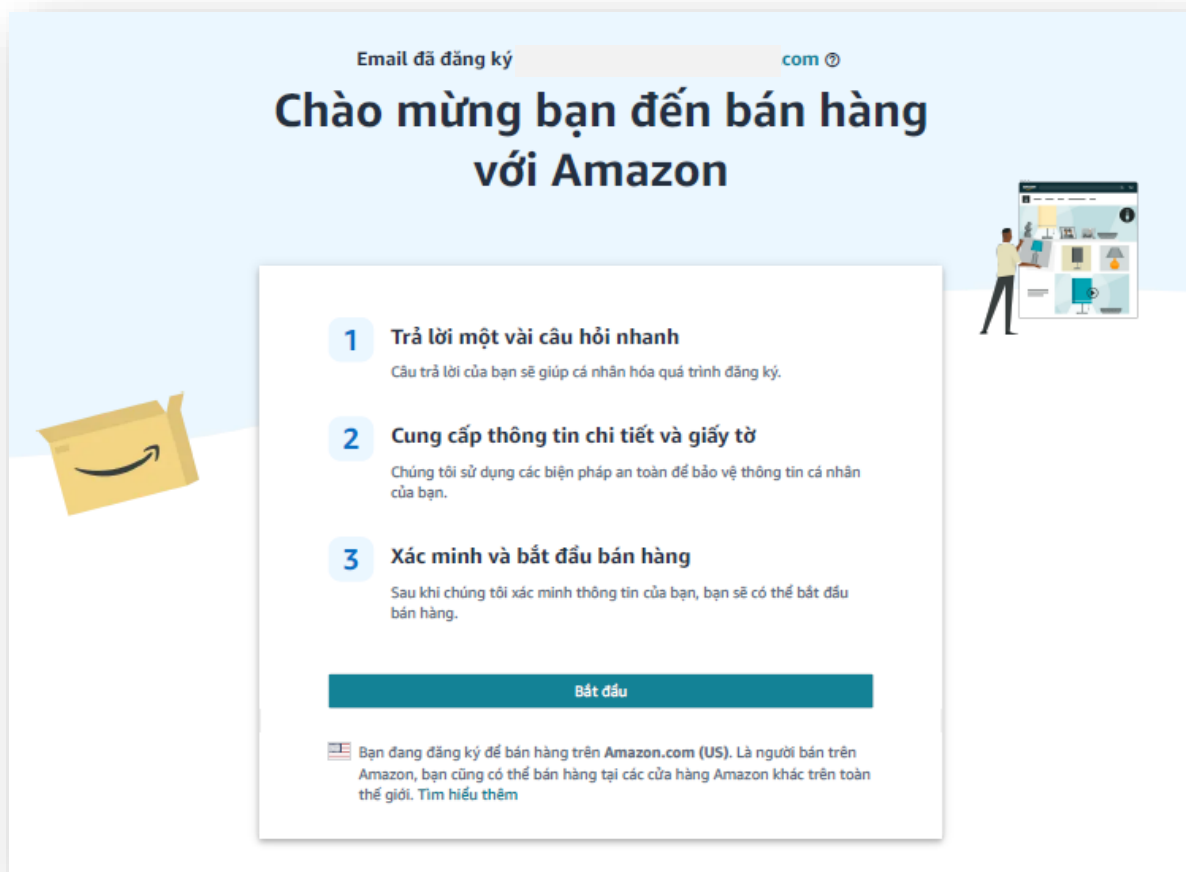 Email đã đăng ký com
Chào mừng bạn đến bán hàng
với Amazon
1 Trả lời một vài câu hỏi nhanh
Câu trả lời của bạn sẽ giúp cá nhân hóa quá trình đăng ký.
2 Cung cấp thông tin chi tiết và giấy tờ
Chúng tôi sử dụng các biện pháp an toàn để bảo vệ thông tin cá nhân
của bạn.
3 Xác minh và bắt đầu bán hàng
Sau khi chúng tôi xác minh thông tin của bạn, bạn sẽ có thể bắt đầu
bán hàng.
Bắt đầu
Bạn đang đăng ký để bán hàng trên Amazon.com (US). Là người bán trên
Amazon, bạn cũng có thể bán hàng tại các cửa hàng Amazon khác trên toàn
thế giới. Tìm hiểu thêm